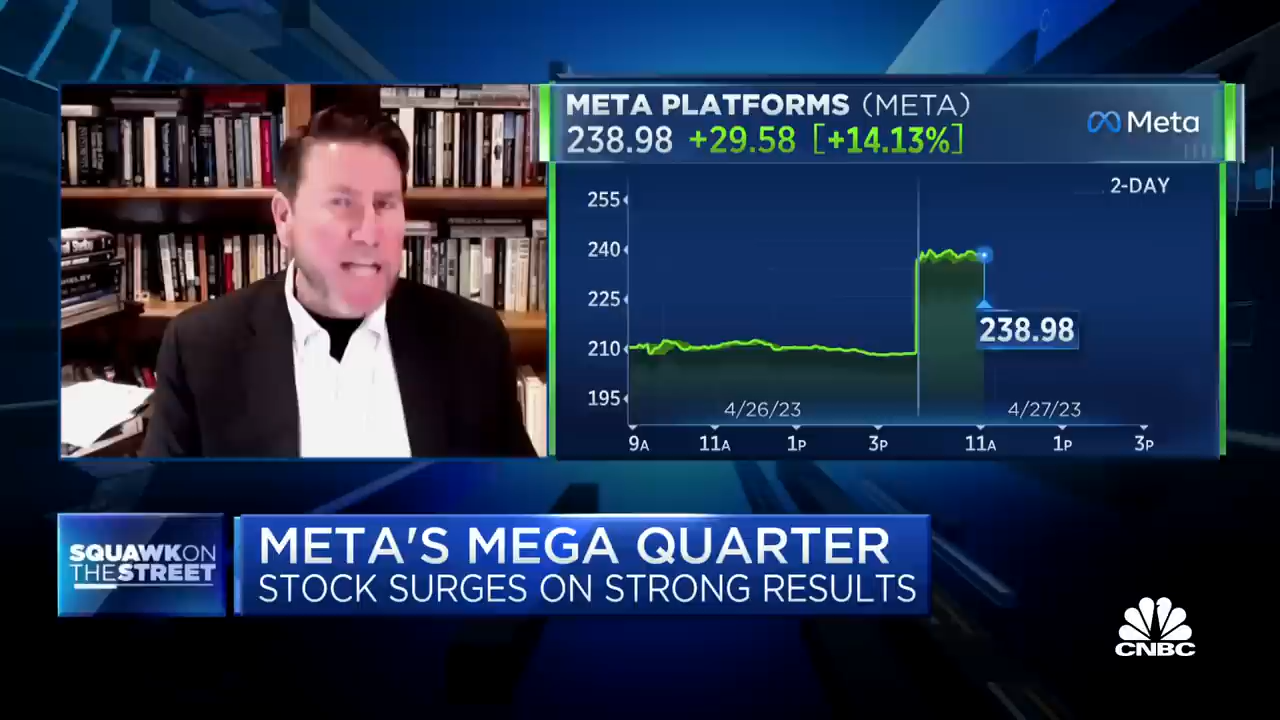 META PLATFORMS (META)
238.98 +29.58 [+14.13%]
Meta
2-DAY
255
240
225
210
195
238.98
4/26/23
4/27/23
9A 11A 1P 3P 11A 1P 3P
SQUAWK ON
THE STREET
META'S MEGA QUARTER
STOCK SURGES ON STRONG RESULTS
CNBC